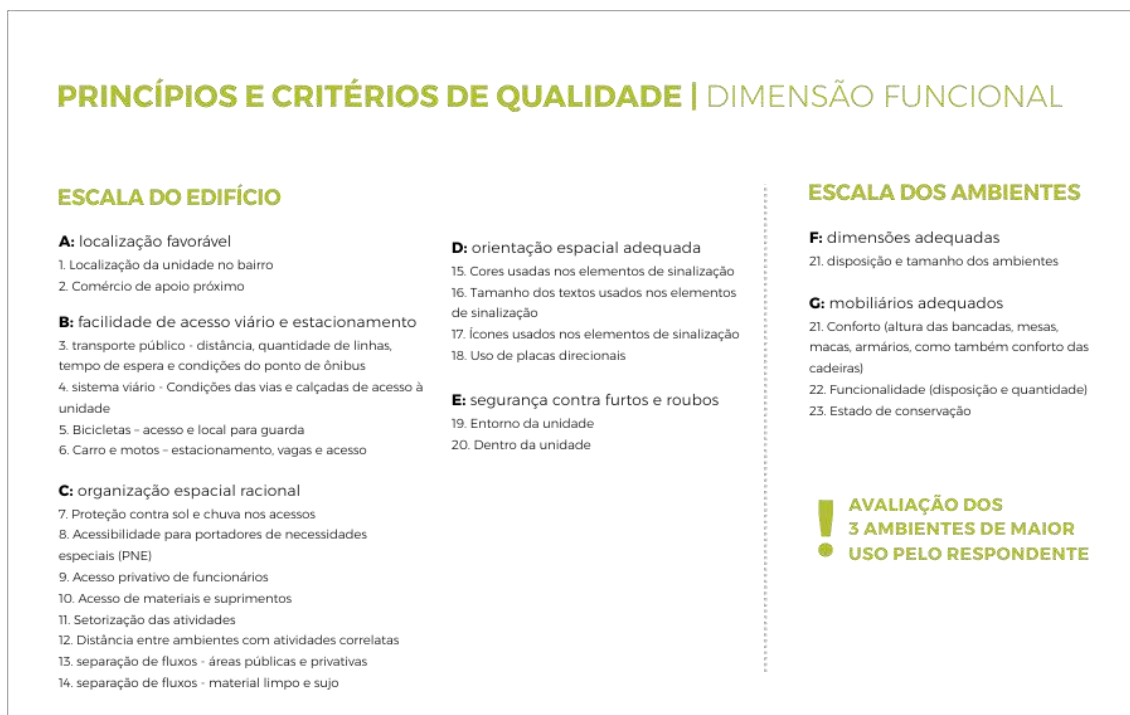 PRINCÍPIOS E CRITÉRIOS DE QUALIDADE | DIMENSÃO FUNCIONAL
ESCALA DO EDIFÍCIO
A: localização favorável
1. Localização da unidade no bairro
2. Comércio de apoio próximo
B: facilidade de acesso viário e estacionamento
3. transporte público - distância, quantidade de linhas,
tempo de espera e condições do ponto de ônibus
4. sistema viário - Condições das vias e calçadas de acesso à
unidade
5. Bicicletas – acesso e local para guarda
6. Carro e motos – estacionamento, vagas e acesso
C: organização espacial racional
7. Proteção contra sol e chuva nos acessos
8. Acessibilidade para portadores de necessidades
especiais (PNE)
9. Acesso privativo de funcionários
10. Acesso de materiais e suprimentos
11. Setorização das atividades
12. Distância entre ambientes com atividades correlatas
13. separação de fluxos - áreas públicas e privativas
14. separação de fluxos - material limpo e sujo
D: orientação espacial adequada
15. Cores usadas nos elementos de sinalização
16. Tamanho dos textos usados nos elementos
de sinalização
17. Ícones usados nos elementos de sinalização
18. Uso de placas direcionais
E: segurança contra furtos e roubos
19. Entorno da unidade
20. Dentro da unidade
ESCALA DOS AMBIENTES
F: dimensões adequadas
21. disposição e tamanho dos ambientes
G: mobiliários adequados
21. Conforto (altura das bancadas, mesas,
macas, armários, como também conforto das
cadeiras)
22. Funcionalidade (disposição e quantidade)
23. Estado de conservação
! AVALIAÇÃO DOS
3 AMBIENTES DE MAIOR
USO PELO RESPONDENTE